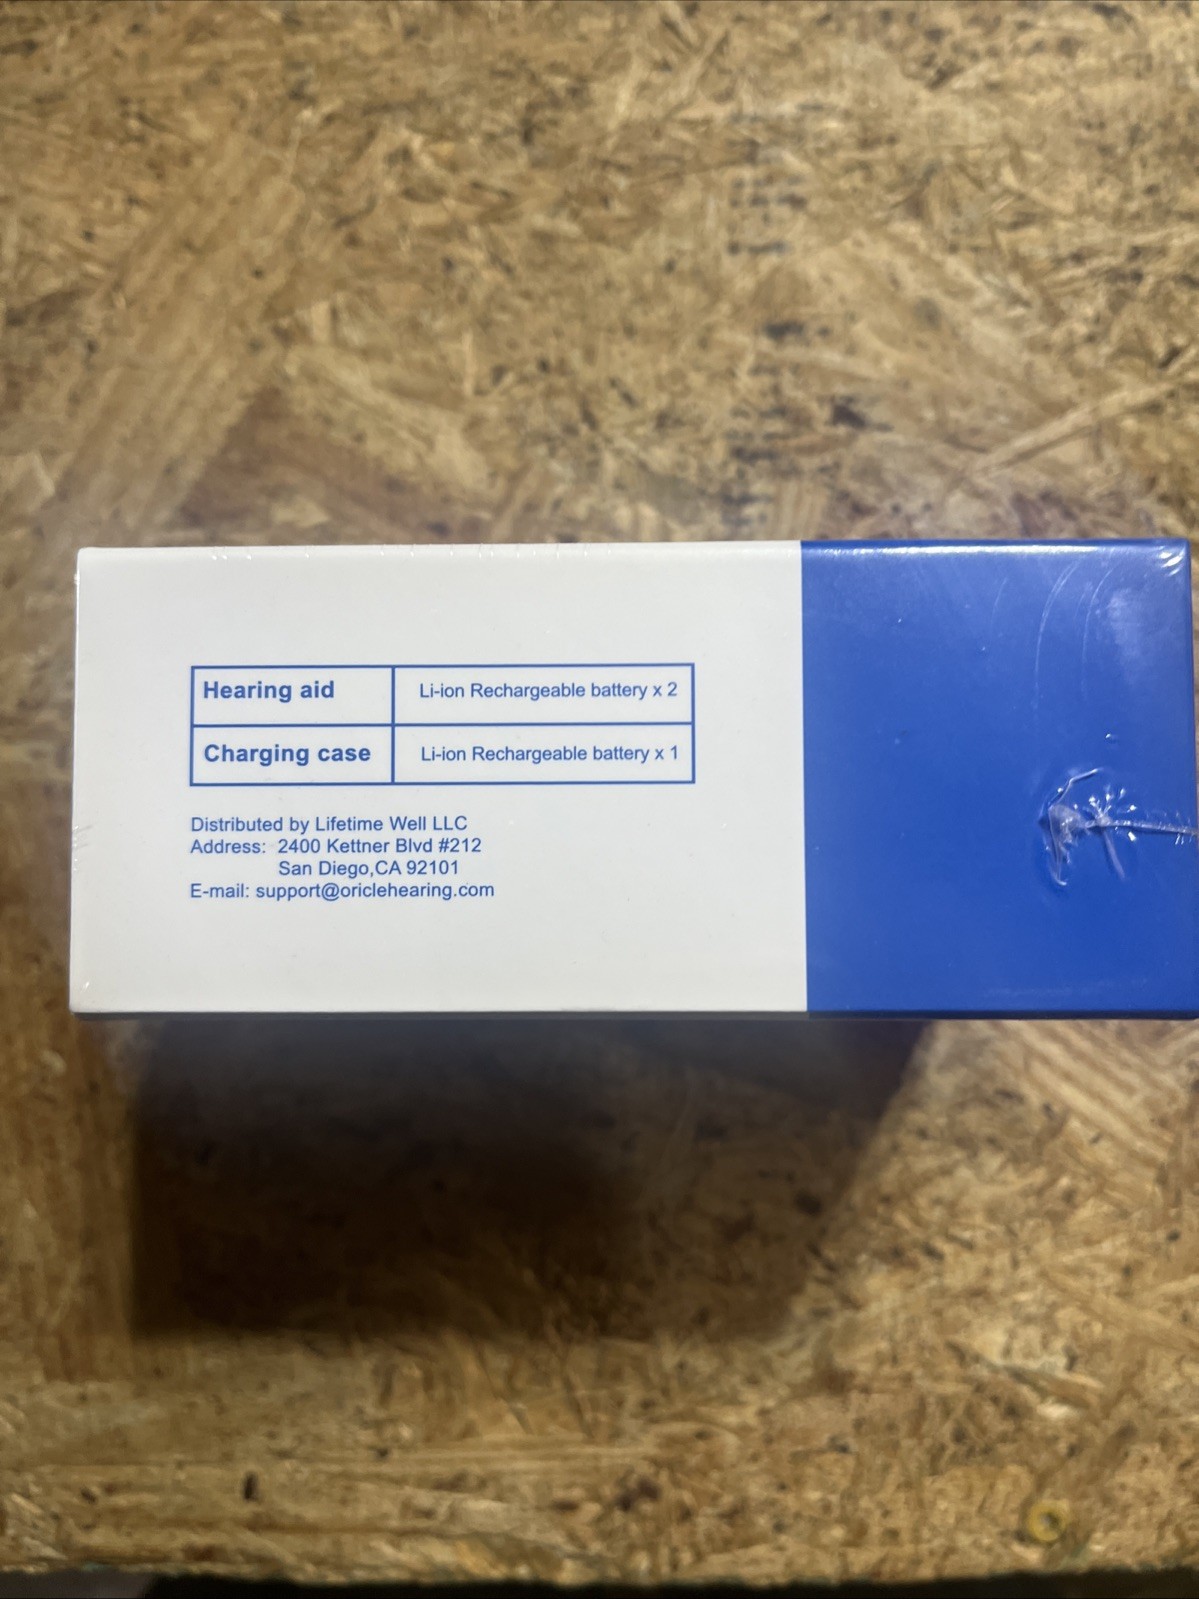 Hearing aid Li-ion Rechargeable battery x 2
Charging case Li-ion Rechargeable battery x 1
Distributed by Lifetime Well LLC
Address: 2400 Kettner Blvd #212
San Diego,CA 92101
E-mail: support@oriclehearing.com